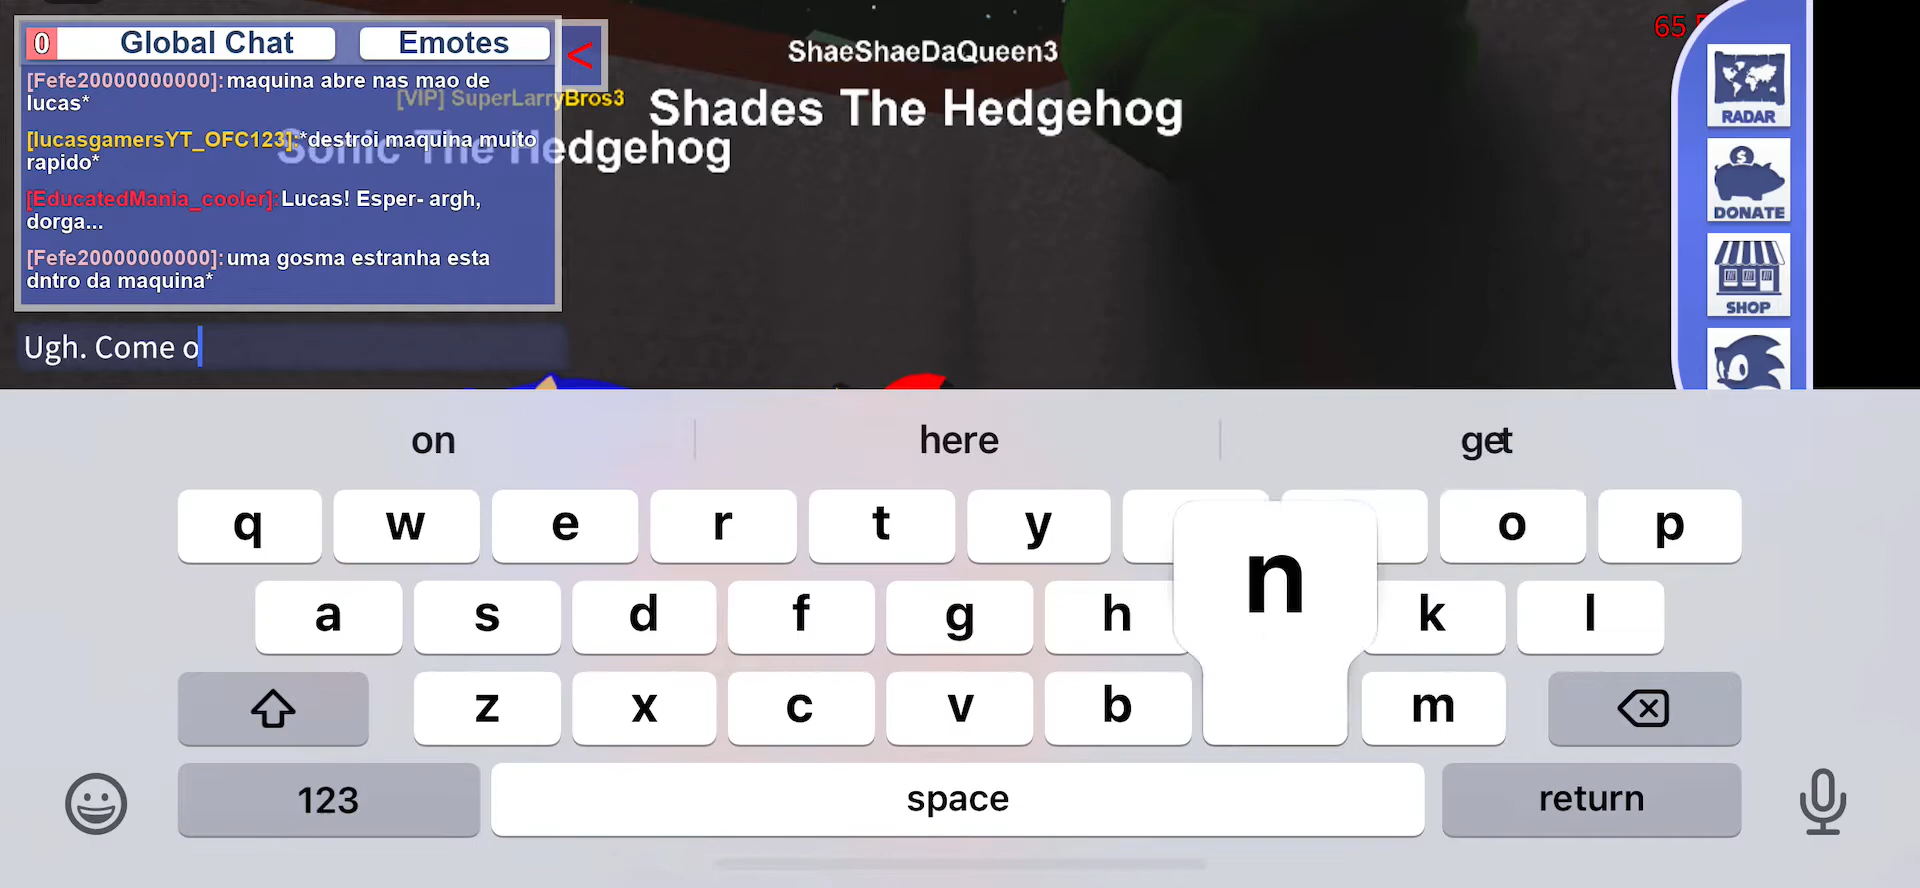 0 Global Chat Emotes <
[Fefe20000000000]: maquina abre nas mao de
lucas*
[lucasgamersYT_OFC123]: *destroi maquina muito
rapido*
[EducatedMania_cooler]: Lucas! Esper- argh,
dorga...
[Fefe20000000000]: uma gosma estranha esta
dntro da maquina*
Ugh. Come o
ShaeShaeDaQueen3
[VIP] SuperLarryBros3
Shades The Hedgehog
Sonic The Hedgehog
65
RADAR
DONATE
SHOP
on here get
q w e r t y o p
a s d f g h k l
n
z x c v b m
123 space return